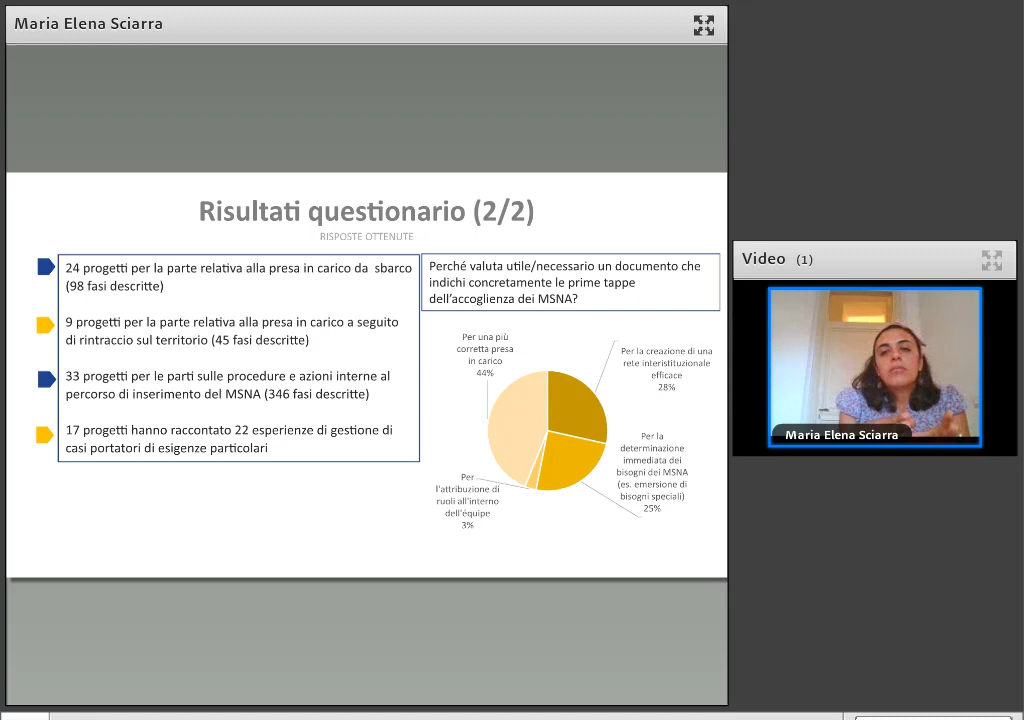 Maria Elena Sciarra
Risultati questionario (2/2)
RISPOSTE OTTENUTE
24 progetti per la parte relativa alla presa in carico da sbarco
(98 fasi descritte)
9 progetti per la parte relativa alla presa in carico a seguito
di rintraccio sul territorio (45 fasi descritte)
33 progetti per le parti sulle procedure e azioni interne al
percorso di inserimento del MSNA (346 fasi descritte)
17 progetti hanno raccontato 22 esperienze di gestione di
casi portatori di esigenze particolari
Perché valuta utile/necessario un documento che
indichi concretamente le prime tappe
dell'accoglienza dei MSNA?
Per una più
corretta presa
in carico
44%
Per la creazione di una
rete interistituzionale
efficace
28%
Per la
determinazione
immediata dei
bisogni dei MSNA
(es. emersione di
bisogni speciali)
25%
Per
l'attribuzione di
ruoli all'interno
dell'équipe
3%
Video (1)
Maria Elena Sciarra